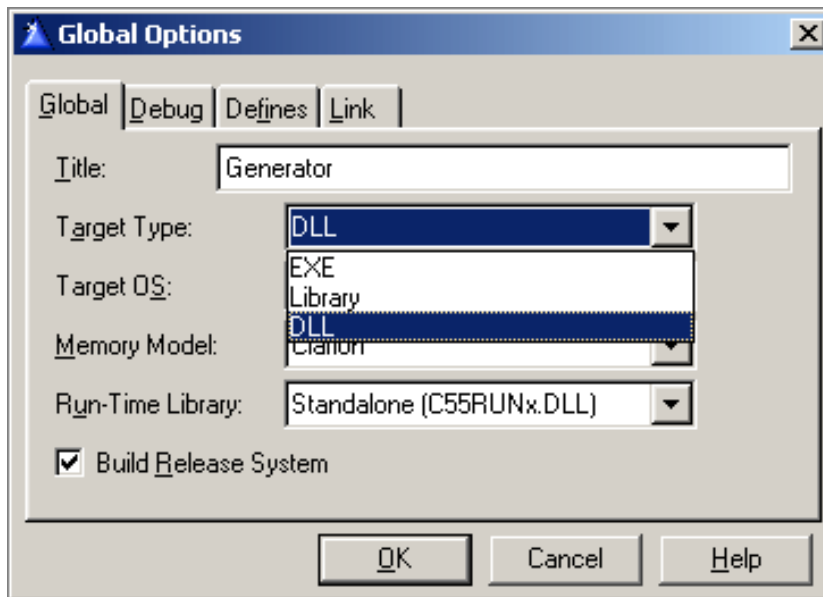 Global Options
Global Debug Defines Link
Title: Generator
Target Type: DLL
EXE
Target OS: Library
DLL
Memory Model: Clarion
Run-Time Library: Standalone (C55RUNx.DLL)
Build Release System
OK Cancel Help